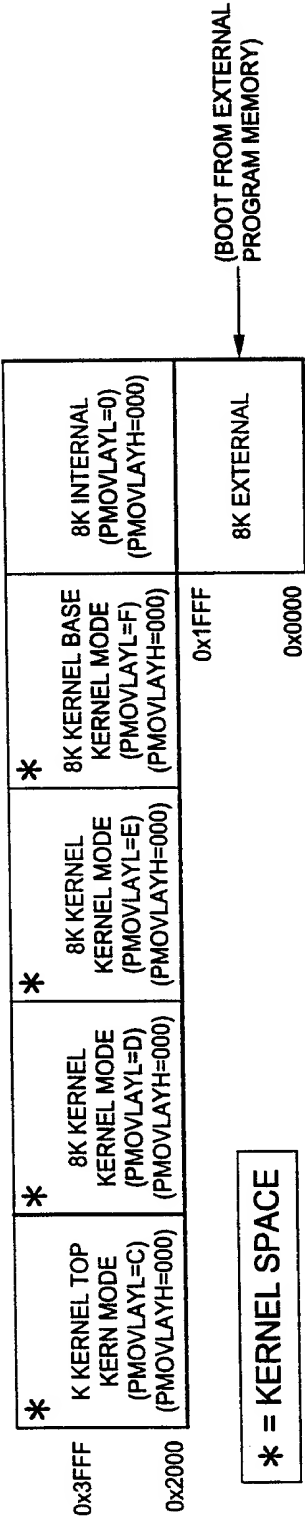 0x3FFF
0x2000
*
K KERNEL TOP
KERN MODE
(PMOVLAYL=C)
(PMOVLAYH=000)
*
8K KERNEL
KERNEL MODE
(PMOVLAYL=D)
(PMOVLAYH=000)
*
8K KERNEL
KERNEL MODE
(PMOVLAYL=E)
(PMOVLAYH=000)
*
8K KERNEL BASE
KERNEL MODE
(PMOVLAYL=F)
(PMOVLAYH=000)
8K INTERNAL
(PMOVLAYL=0)
(PMOVLAYH=000)
0x1FFF
0x0000
8K EXTERNAL
(BOOT FROM EXTERNAL
PROGRAM MEMORY)
* = KERNEL SPACE